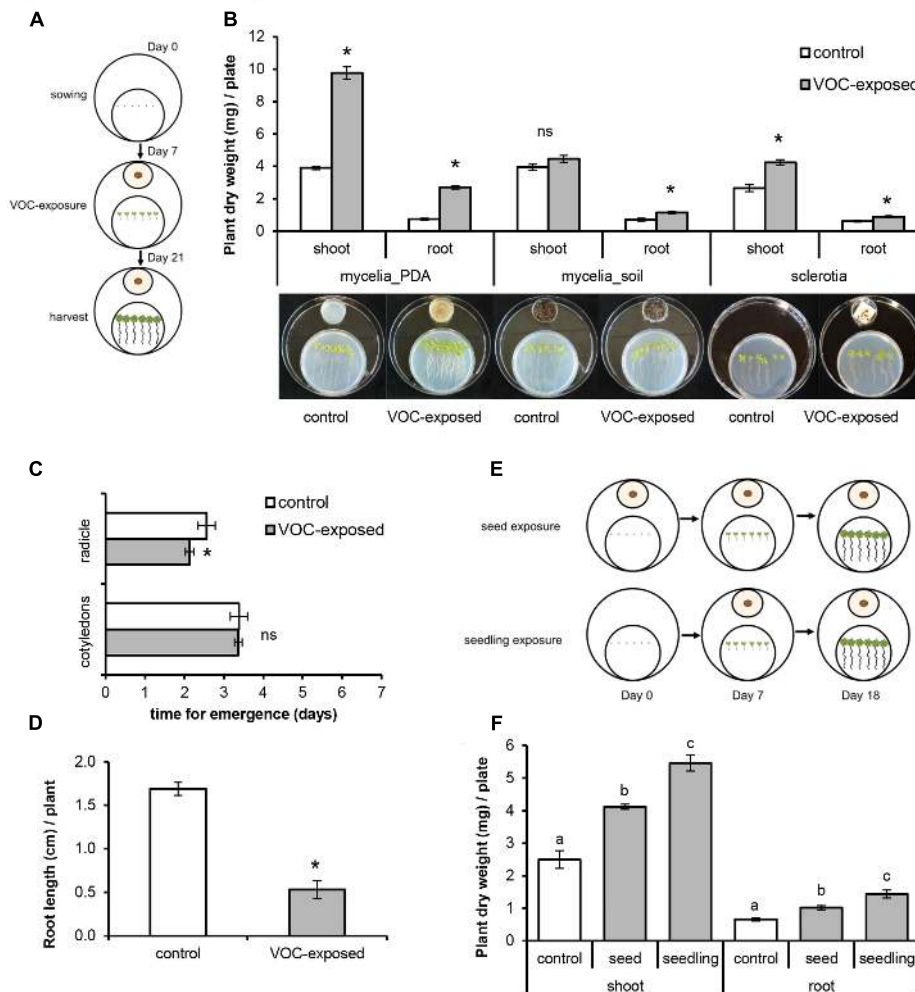 A
Day 0
sowing
Day 7
VOC-exposure
Day 21
harvest
B
Plant dry weight (mg) / plate
12
10
8
6
4
2
0
control
VOC-exposed
*
*
ns
*
*
*
shoot root shoot root shoot root
mycelia_PDA mycelia_soil sclerotia
control VOC-exposed control VOC-exposed control VOC-exposed
C
control
VOC-exposed
radicle
*
cotyledons
ns
0 1 2 3 4 5 6 7
time for emergence (days)
D
Root length (cm) / plant
2.0
1.5
1.0
0.5
0.0
*
control VOC-exposed
E
seed exposure
seedling exposure
Day 0 Day 7 Day 18
F
Plant dry weight (mg) / plate
6
5
4
3
2
1
0
a b c a b c
control seed seedling control seed seedling
shoot root